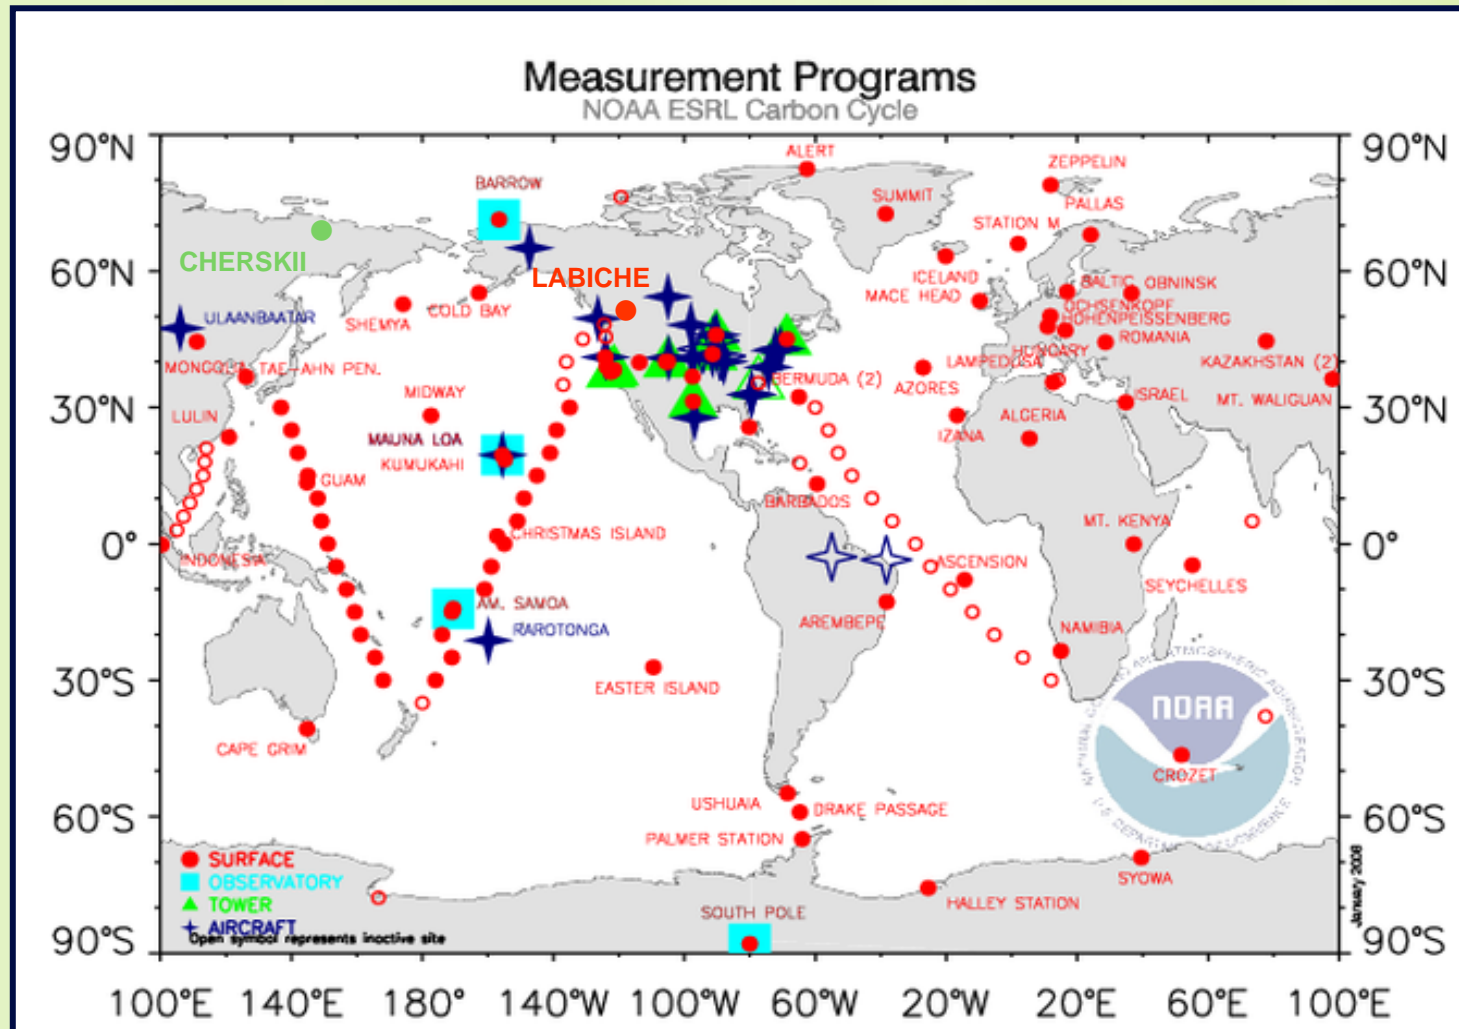 Measurement Programs
NOAA ESRL Carbon Cycle
90°N
90°N
ALERT
ZEPPELIN
BARROW
SUMMIT
PALLAS
STATION M
CHERSKII
60°N
LABICHE
60°N
ICELAND
BALTIC
OBNINSK
MACE HEAD
OCHSENKOPF
ULAANBAATAR
SHEMYA
COLD BAY
HOHENPEISSENBERG
ROMANIA
HUNGARY
MONGOLIA
TAE-AHN PEN.
LAMPEDOSA
KAZAKHSTAN (2)
BERMUDA (2)
AZORES
MIDWAY
ISRAEL
MT. WALIGUAN
30°N
30°N
LULIN
ALGERIA
MAUNA LOA
IZANA
KUMUKAHI
GUAM
BARBADOS
MT. KENYA
CHRISTMAS ISLAND
0°
0°
INDONESIA
ASCENSION
SEYCHELLES
AM. SAMOA
AREMBEPE
NAMIBIA
RAROTONGA
30°S
EASTER ISLAND
30°S
NOAA
CAPE GRIM
CROZET
USHUAIA
DRAKE PASSAGE
60°S
60°S
PALMER STATION
SURFACE
OBSERVATORY
TOWER
AIRCRAFT
Open symbol represents inactive site
SYOWA
HALLEY STATION
SOUTH POLE
January 2008
90°S
90°S
100°E 140°E 180° 140°W 100°W 60°W 20°W 20°E 60°E 100°E